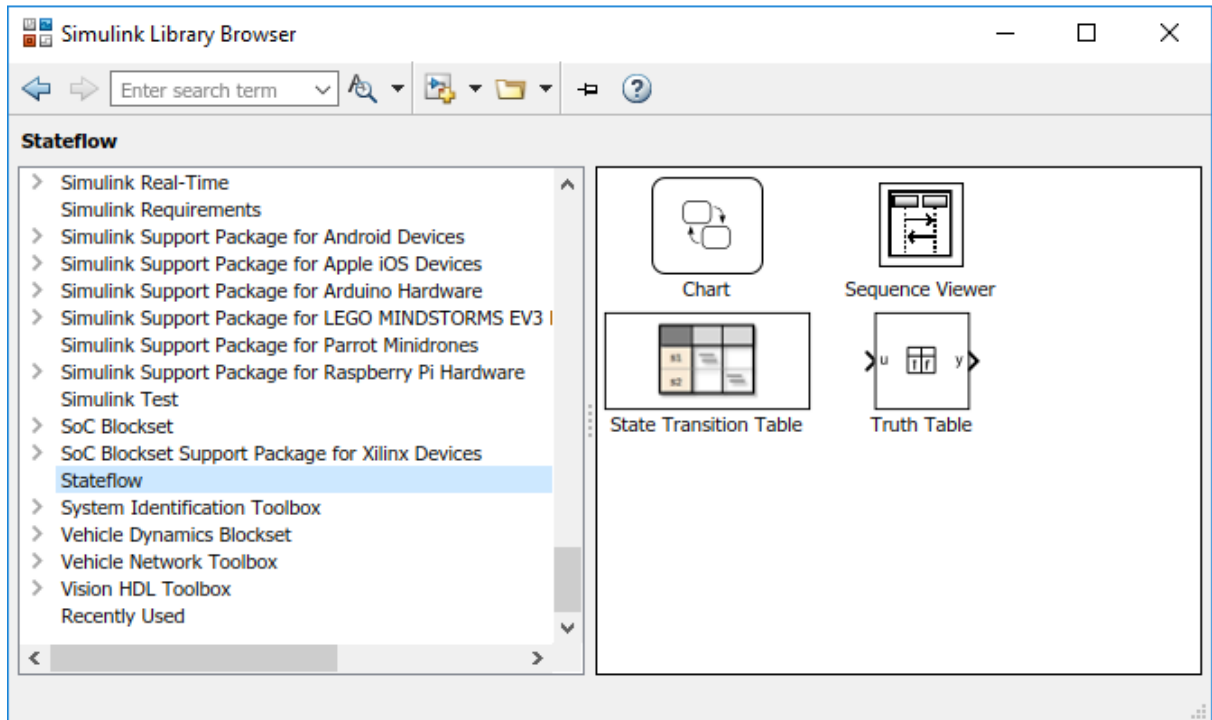 Simulink Library Browser
Enter search term
Stateflow
Simulink Real-Time
Simulink Requirements
Simulink Support Package for Android Devices
Simulink Support Package for Apple iOS Devices
Simulink Support Package for Arduino Hardware
Simulink Support Package for LEGO MINDSTORMS EV3
Simulink Support Package for Parrot Minidrones
Simulink Support Package for Raspberry Pi Hardware
Simulink Test
SoC Blockset
SoC Blockset Support Package for Xilinx Devices
Stateflow
System Identification Toolbox
Vehicle Dynamics Blockset
Vehicle Network Toolbox
Vision HDL Toolbox
Recently Used
Chart
Sequence Viewer
s1
s2
State Transition Table
u
y
Truth Table